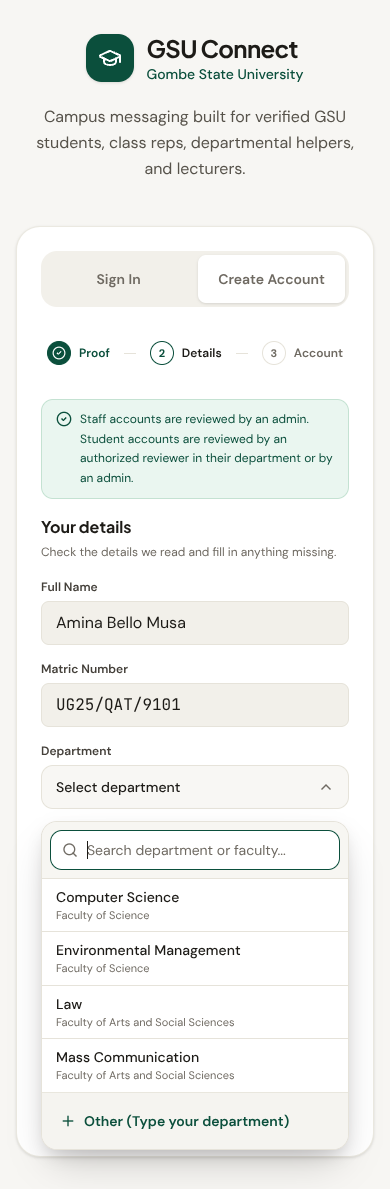 GSU Connect
Gombe State University
Campus messaging built for verified GSU
students, class reps, departmental helpers,
and lecturers.
Sign In
Create Account
Proof
2
Details
3
Account
Staff accounts are reviewed by an admin.
Student accounts are reviewed by an
authorized reviewer in their department or by
an admin.
Your details
Check the details we read and fill in anything missing.
Full Name
Amina Bello Musa
Matric Number
UG25/QAT/9101
Department
Select department
Search department or faculty...
Computer Science
Faculty of Science
Environmental Management
Faculty of Science
Law
Faculty of Arts and Social Sciences
Mass Communication
Faculty of Arts and Social Sciences
Other (Type your department)